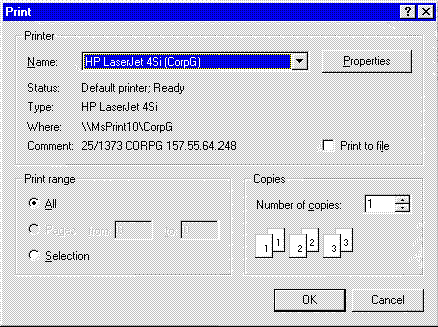 Print
Printer
Name: HP LaserJet 4Si (CorpG) Properties
Status: Default printer; Ready
Type: HP LaserJet 4Si
Where: \\MsPrint10\CorpG
Comment: 25/1373 CORPG 157.55.64.248 Print to file
Print range
All
Pages from: to:
Selection
Copies
Number of copies: 1
1 1 2 2 3 3
OK Cancel